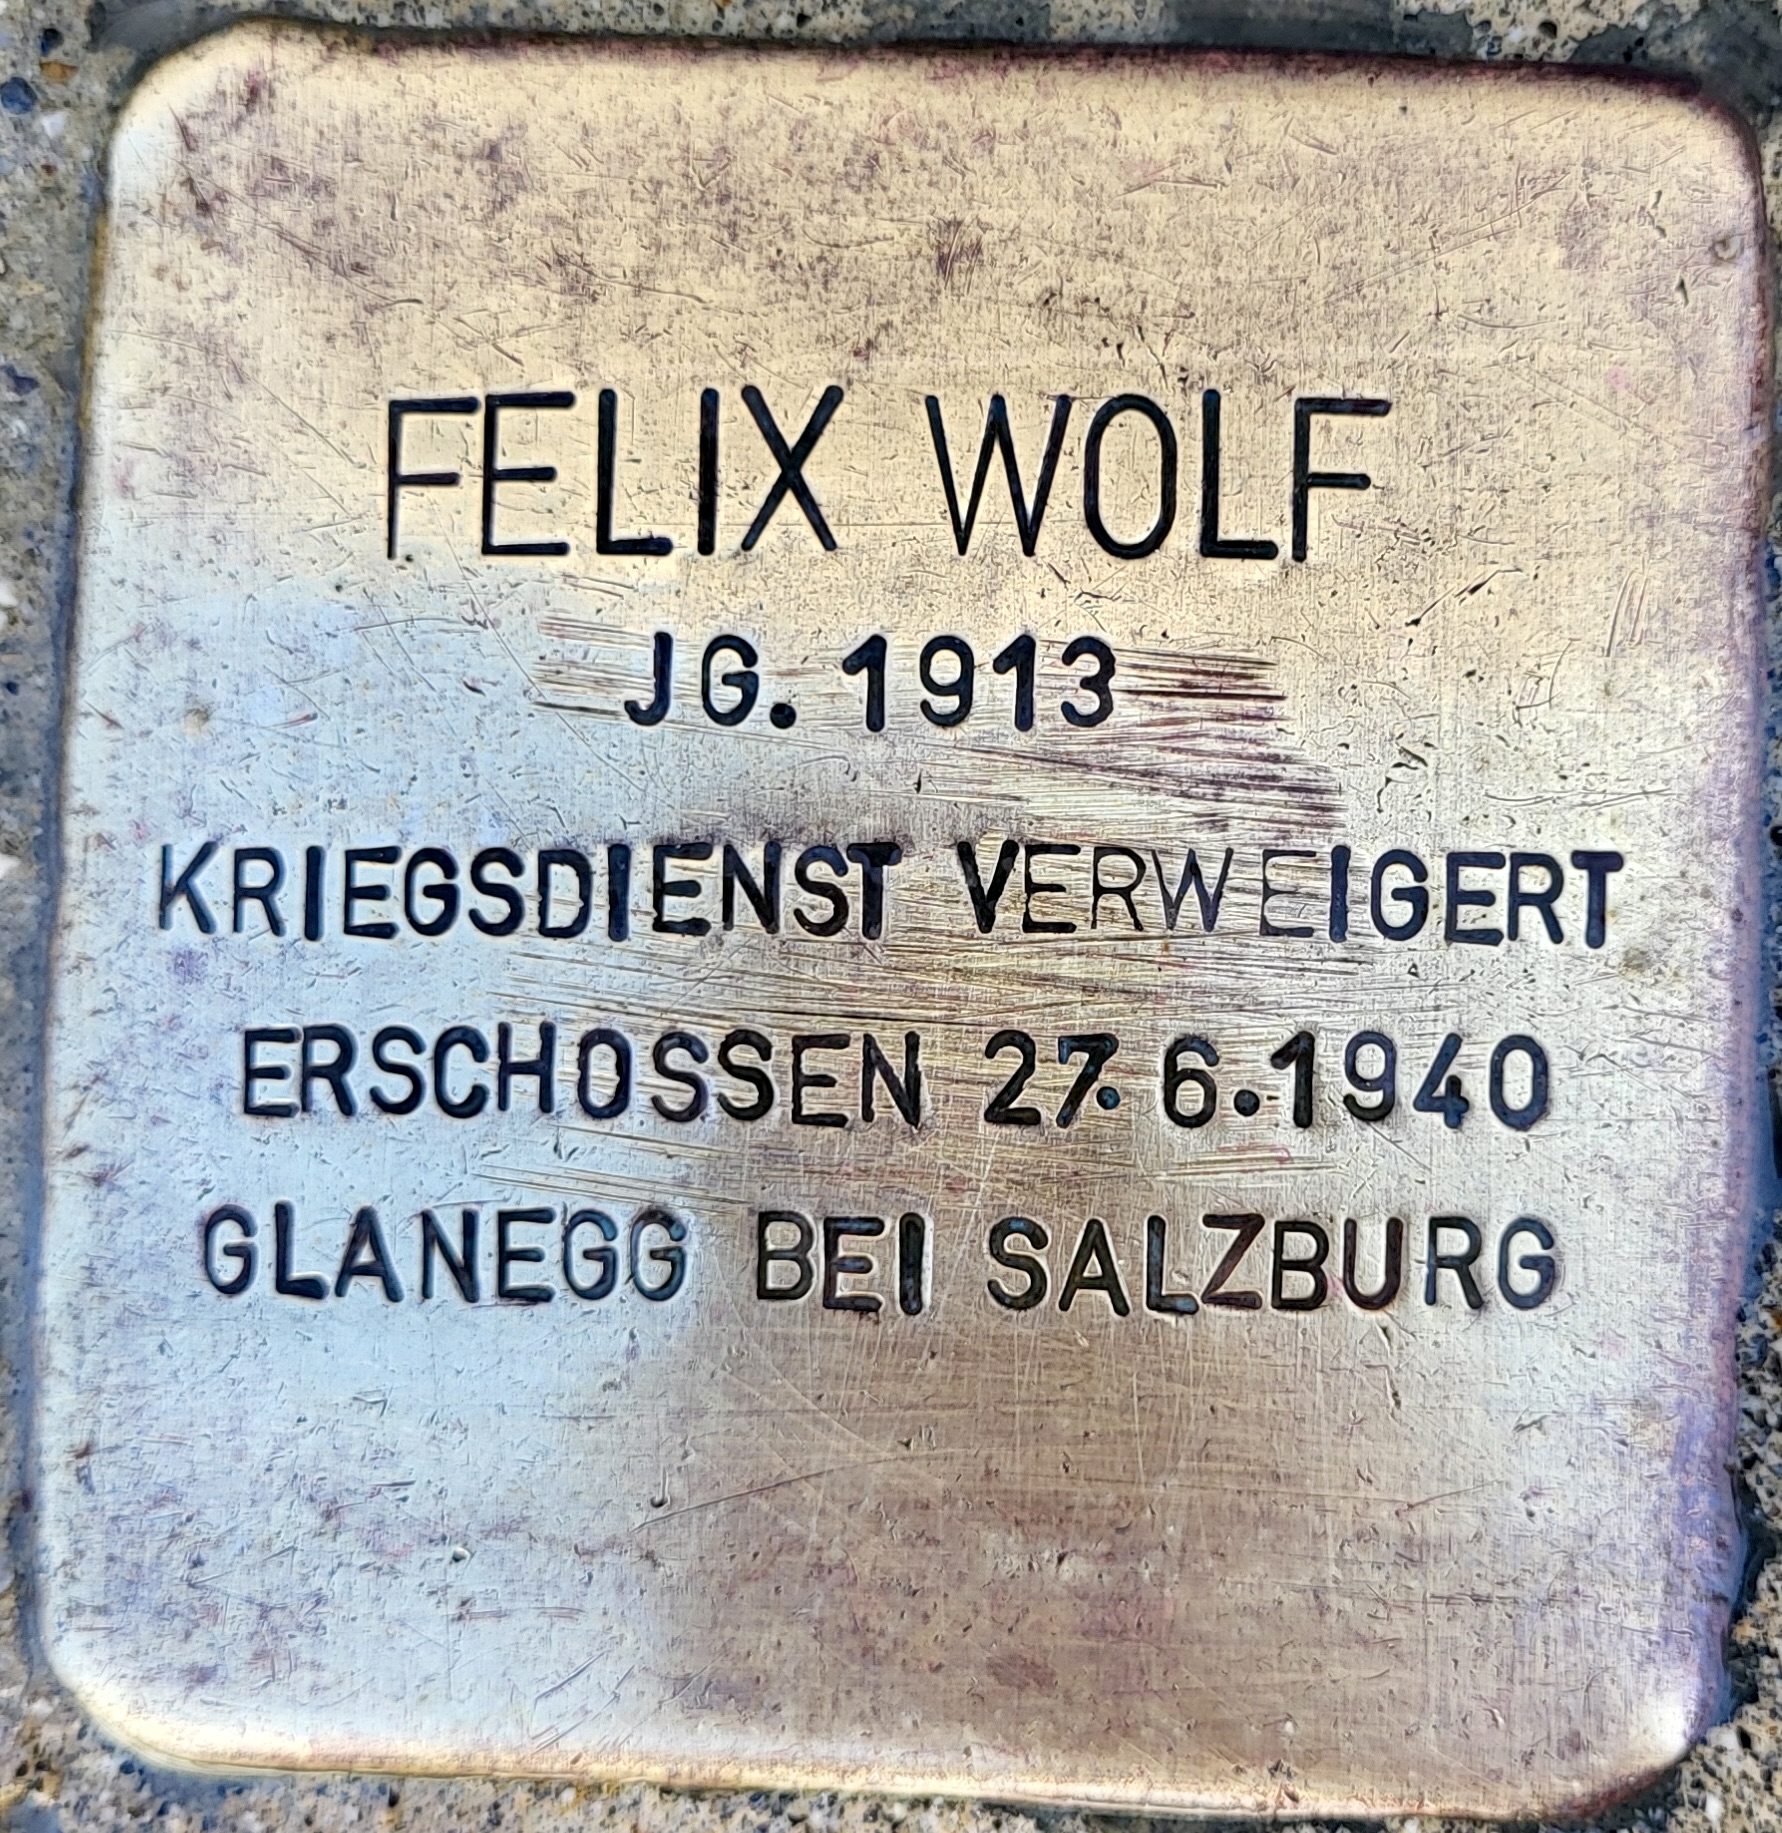 FELIX WOLF
JG. 1913
KRIEGSDIENST VERWEIGERT
ERSCHOSSEN 27.6.1940
GLANEGG BEI SALZBURG